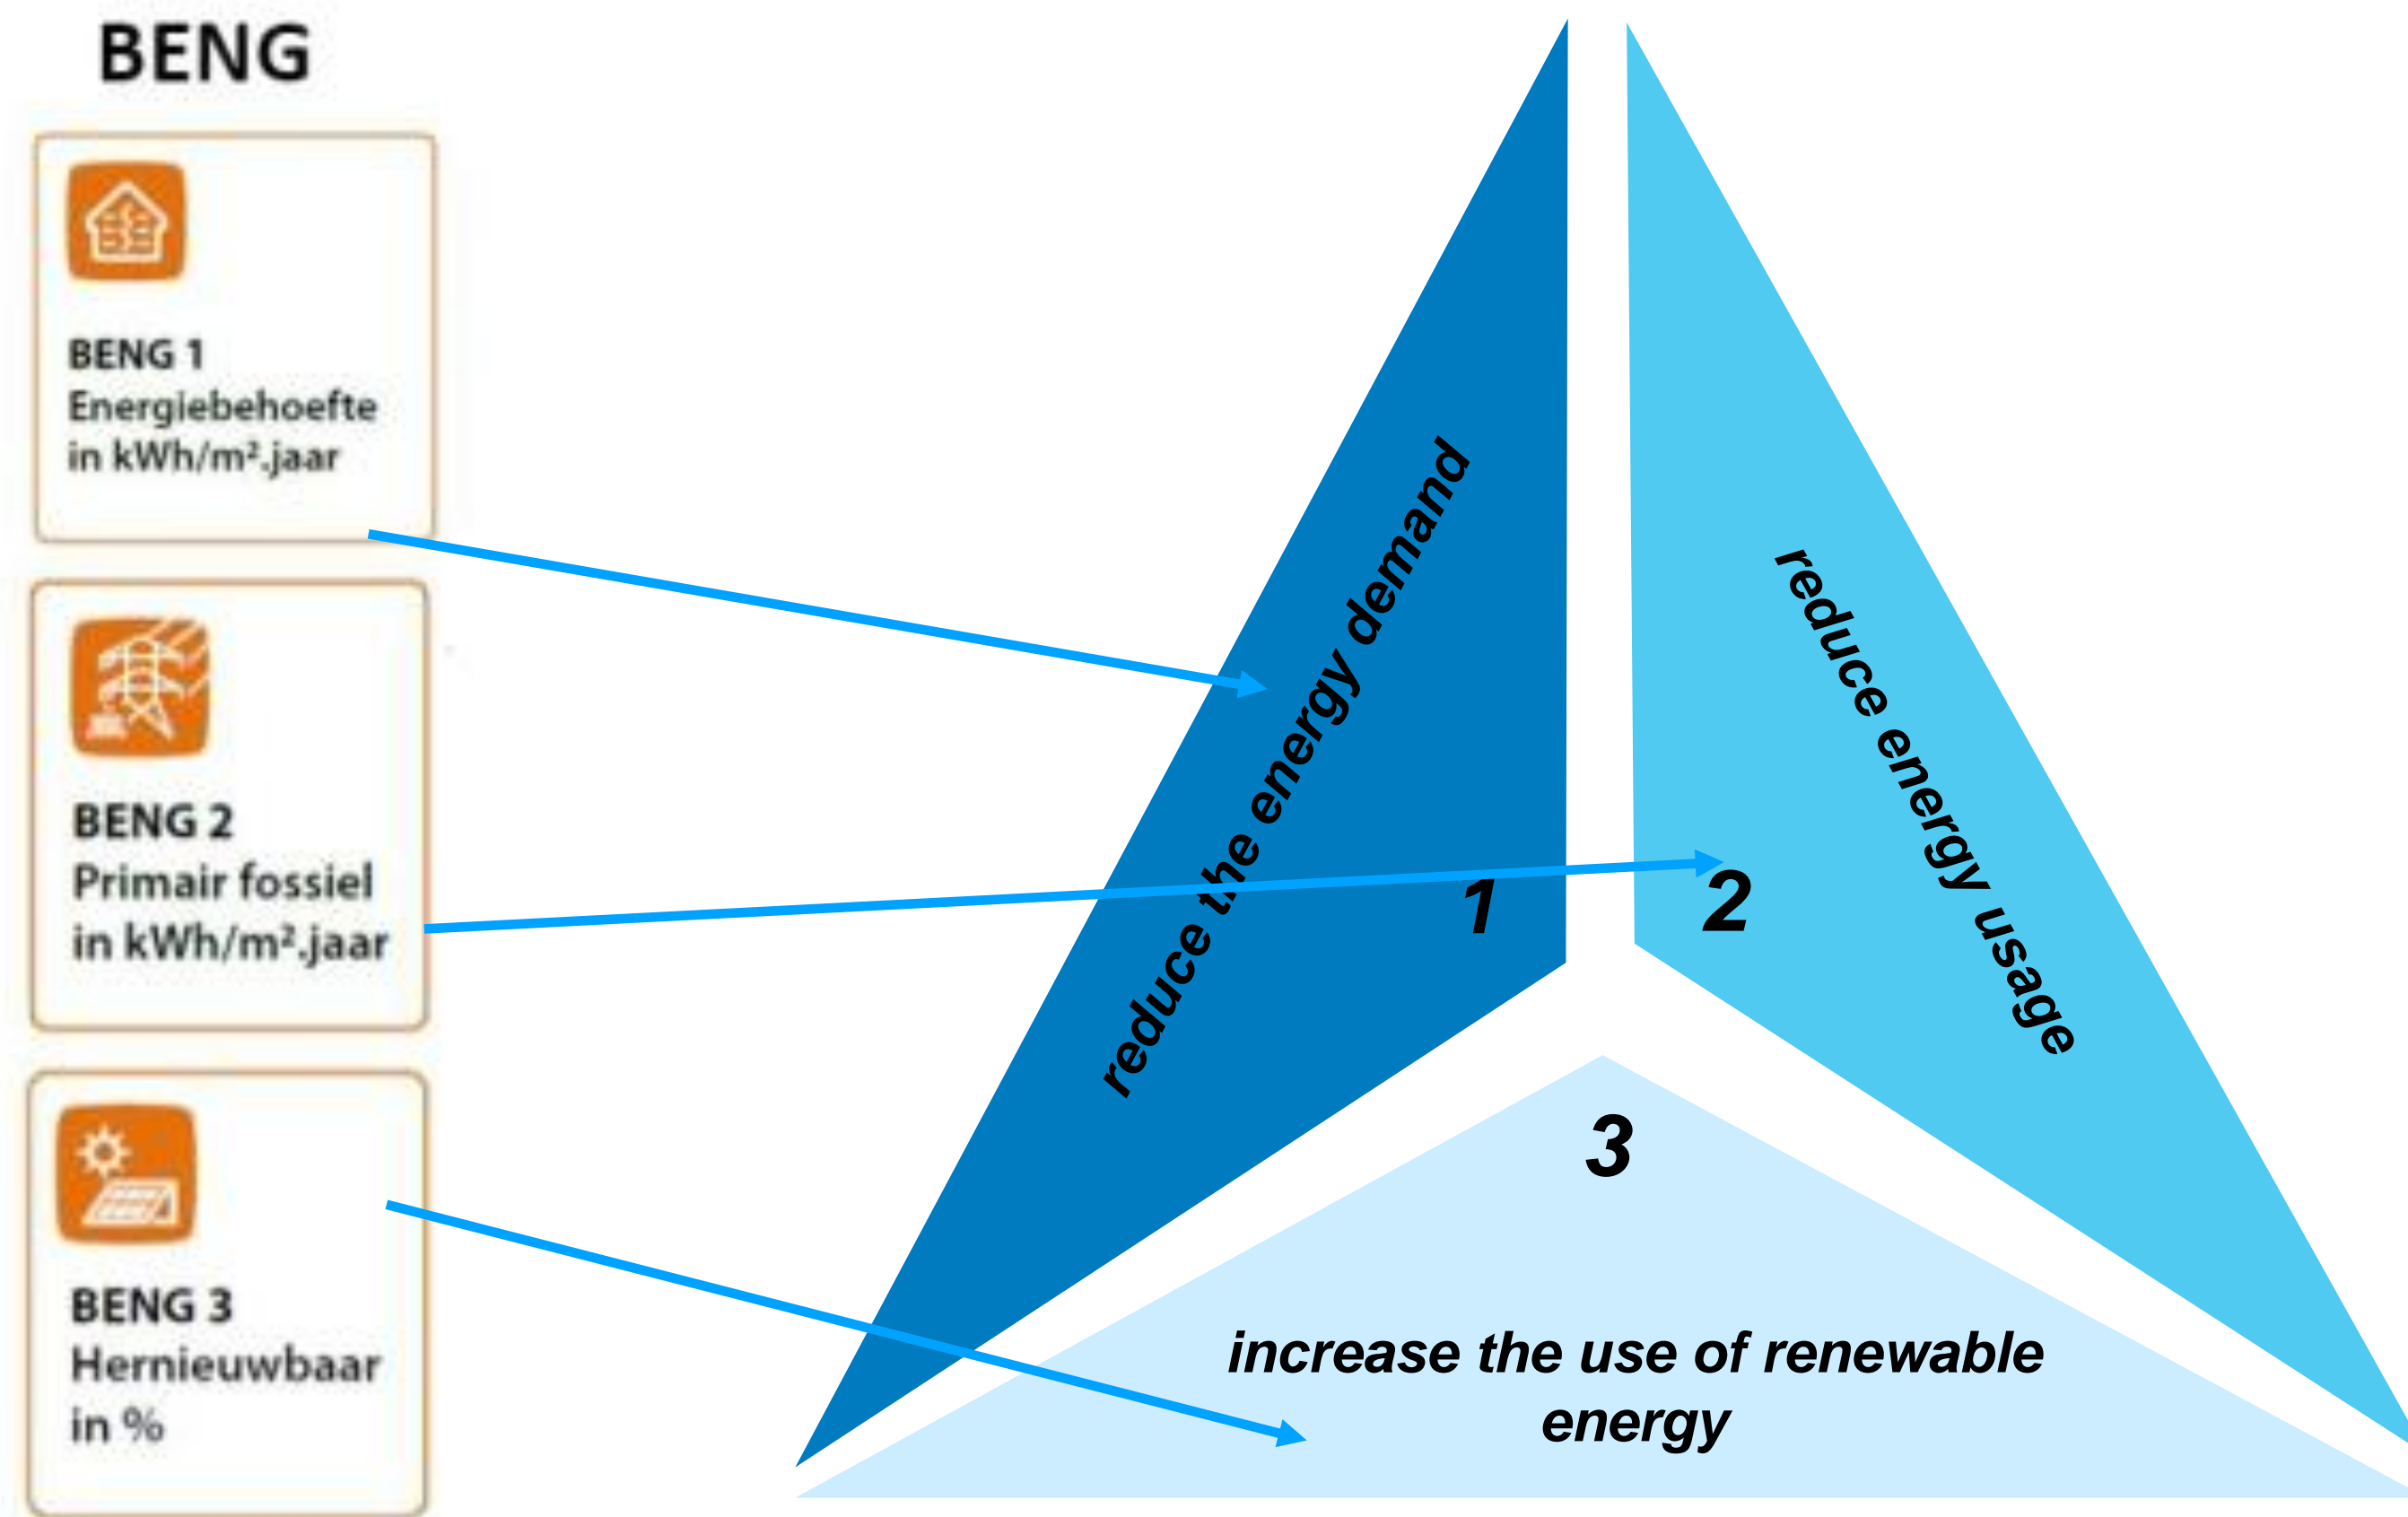 BENG
BENG 1
Energiebehoefte
in kWh/m².jaar
BENG 2
Primair fossiel
in kWh/m².jaar
BENG 3
Hernieuwbaar
in %
reduce the energy demand
1
reduce energy usage
2
3
increase the use of renewable
energy